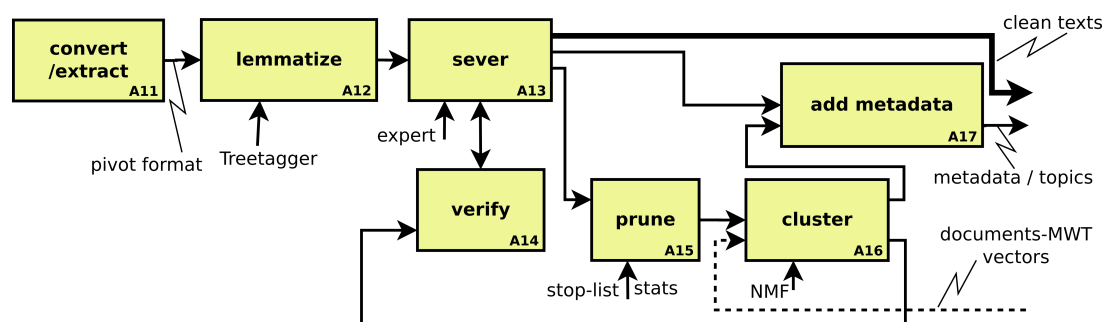 clean texts
convert
/extract
A11
lemmatize
A12
sever
A13
add metadata
A17
expert
pivot format
Treetagger
metadata / topics
verify
A14
prune
A15
cluster
A16
documents-MWT
vectors
stop-list
stats
NMF